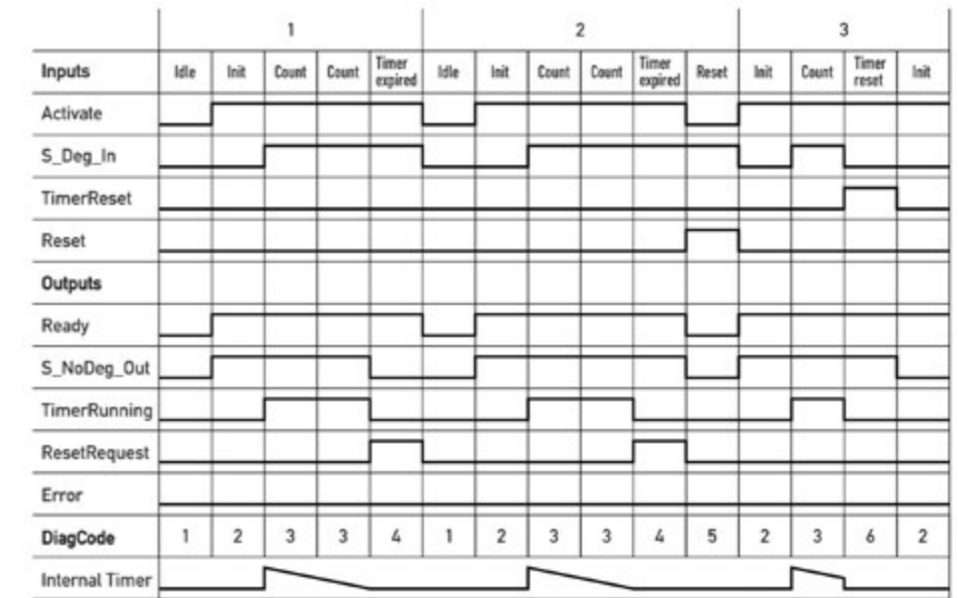 1 2 3
Inputs Idle Init Count Count Timer expired Idle Init Count Count Timer expired Reset Init Count Timer reset Init
Activate
S_Deg_In
TimerReset
Reset
Outputs
Ready
S_NoDeg_Out
TimerRunning
ResetRequest
Error
DiagCode 1 2 3 3 4 1 2 3 3 4 5 2 3 6 2
Internal Timer